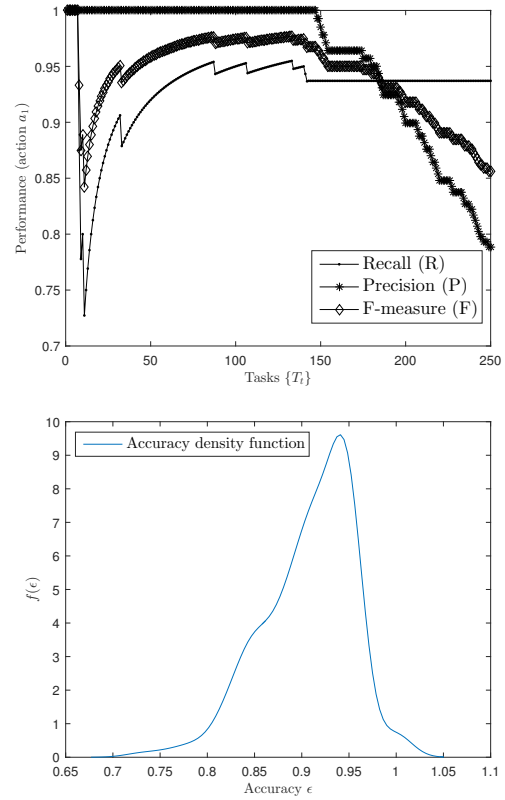 1
0.95
0.9
0.85
0.8
0.75
0.7
Performance (action a₁)
Recall (R)
Precision (P)
F-measure (F)
0 50 100 150 200 250
Tasks {Tₜ}
10
9
8
7
6
5
4
3
2
1
0
f(ϵ)
Accuracy density function
0.65 0.7 0.75 0.8 0.85 0.9 0.95 1 1.05 1.1
Accuracy ϵ